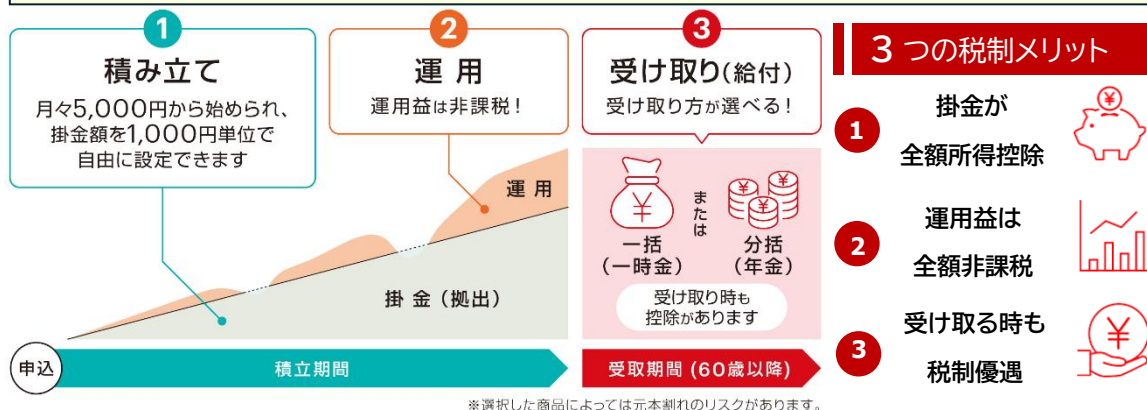 1
積み立て
月々5,000円から始められ、
掛金額を1,000円単位で
自由に設定できます
2
運用
運用益は非課税！
3
受け取り(給付)
受け取り方が選べる！
運用
掛金(拠出)
¥
一括
(一時金)
または
¥ ¥ ¥
分割
(年金)
受け取り時も
控除があります
申込
積立期間
受取期間 (60歳以降)
※選択した商品によっては元本割れのリスクがあります。
3 つの税制メリット
1
掛金が
全額所得控除
¥
2
運用益は
全額非課税
3
受け取る時も
税制優遇
¥